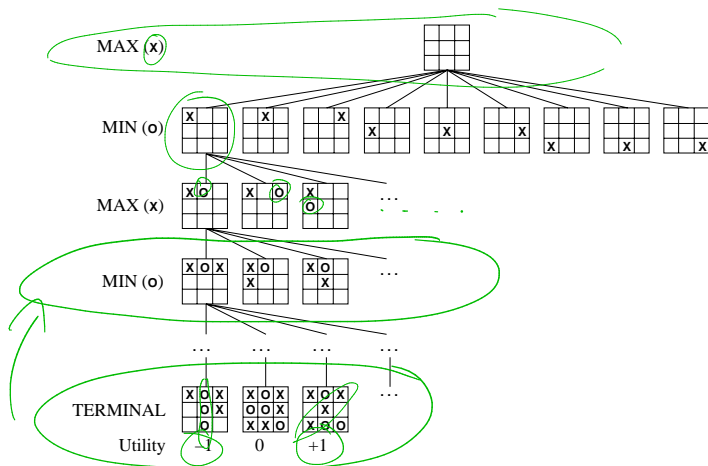 MAX (X)
X X X
MIN (O) X X X
X X X
X O X O X ...
MAX (X) O
X O X X O X O
MIN (O) X X ...
... ... ... ...
X O X X O X X O X ...
TERMINAL O X O O X X
O X X O X O O
Utility –1 0 +1